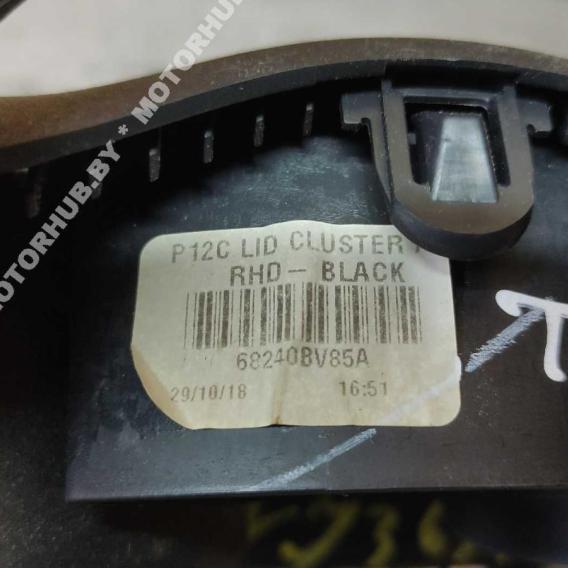 MOTORHUB.BY * MOTORHUB
P12C LID CLUSTER
RHD - BLACK
68240BV85A
29/10/18 16:51